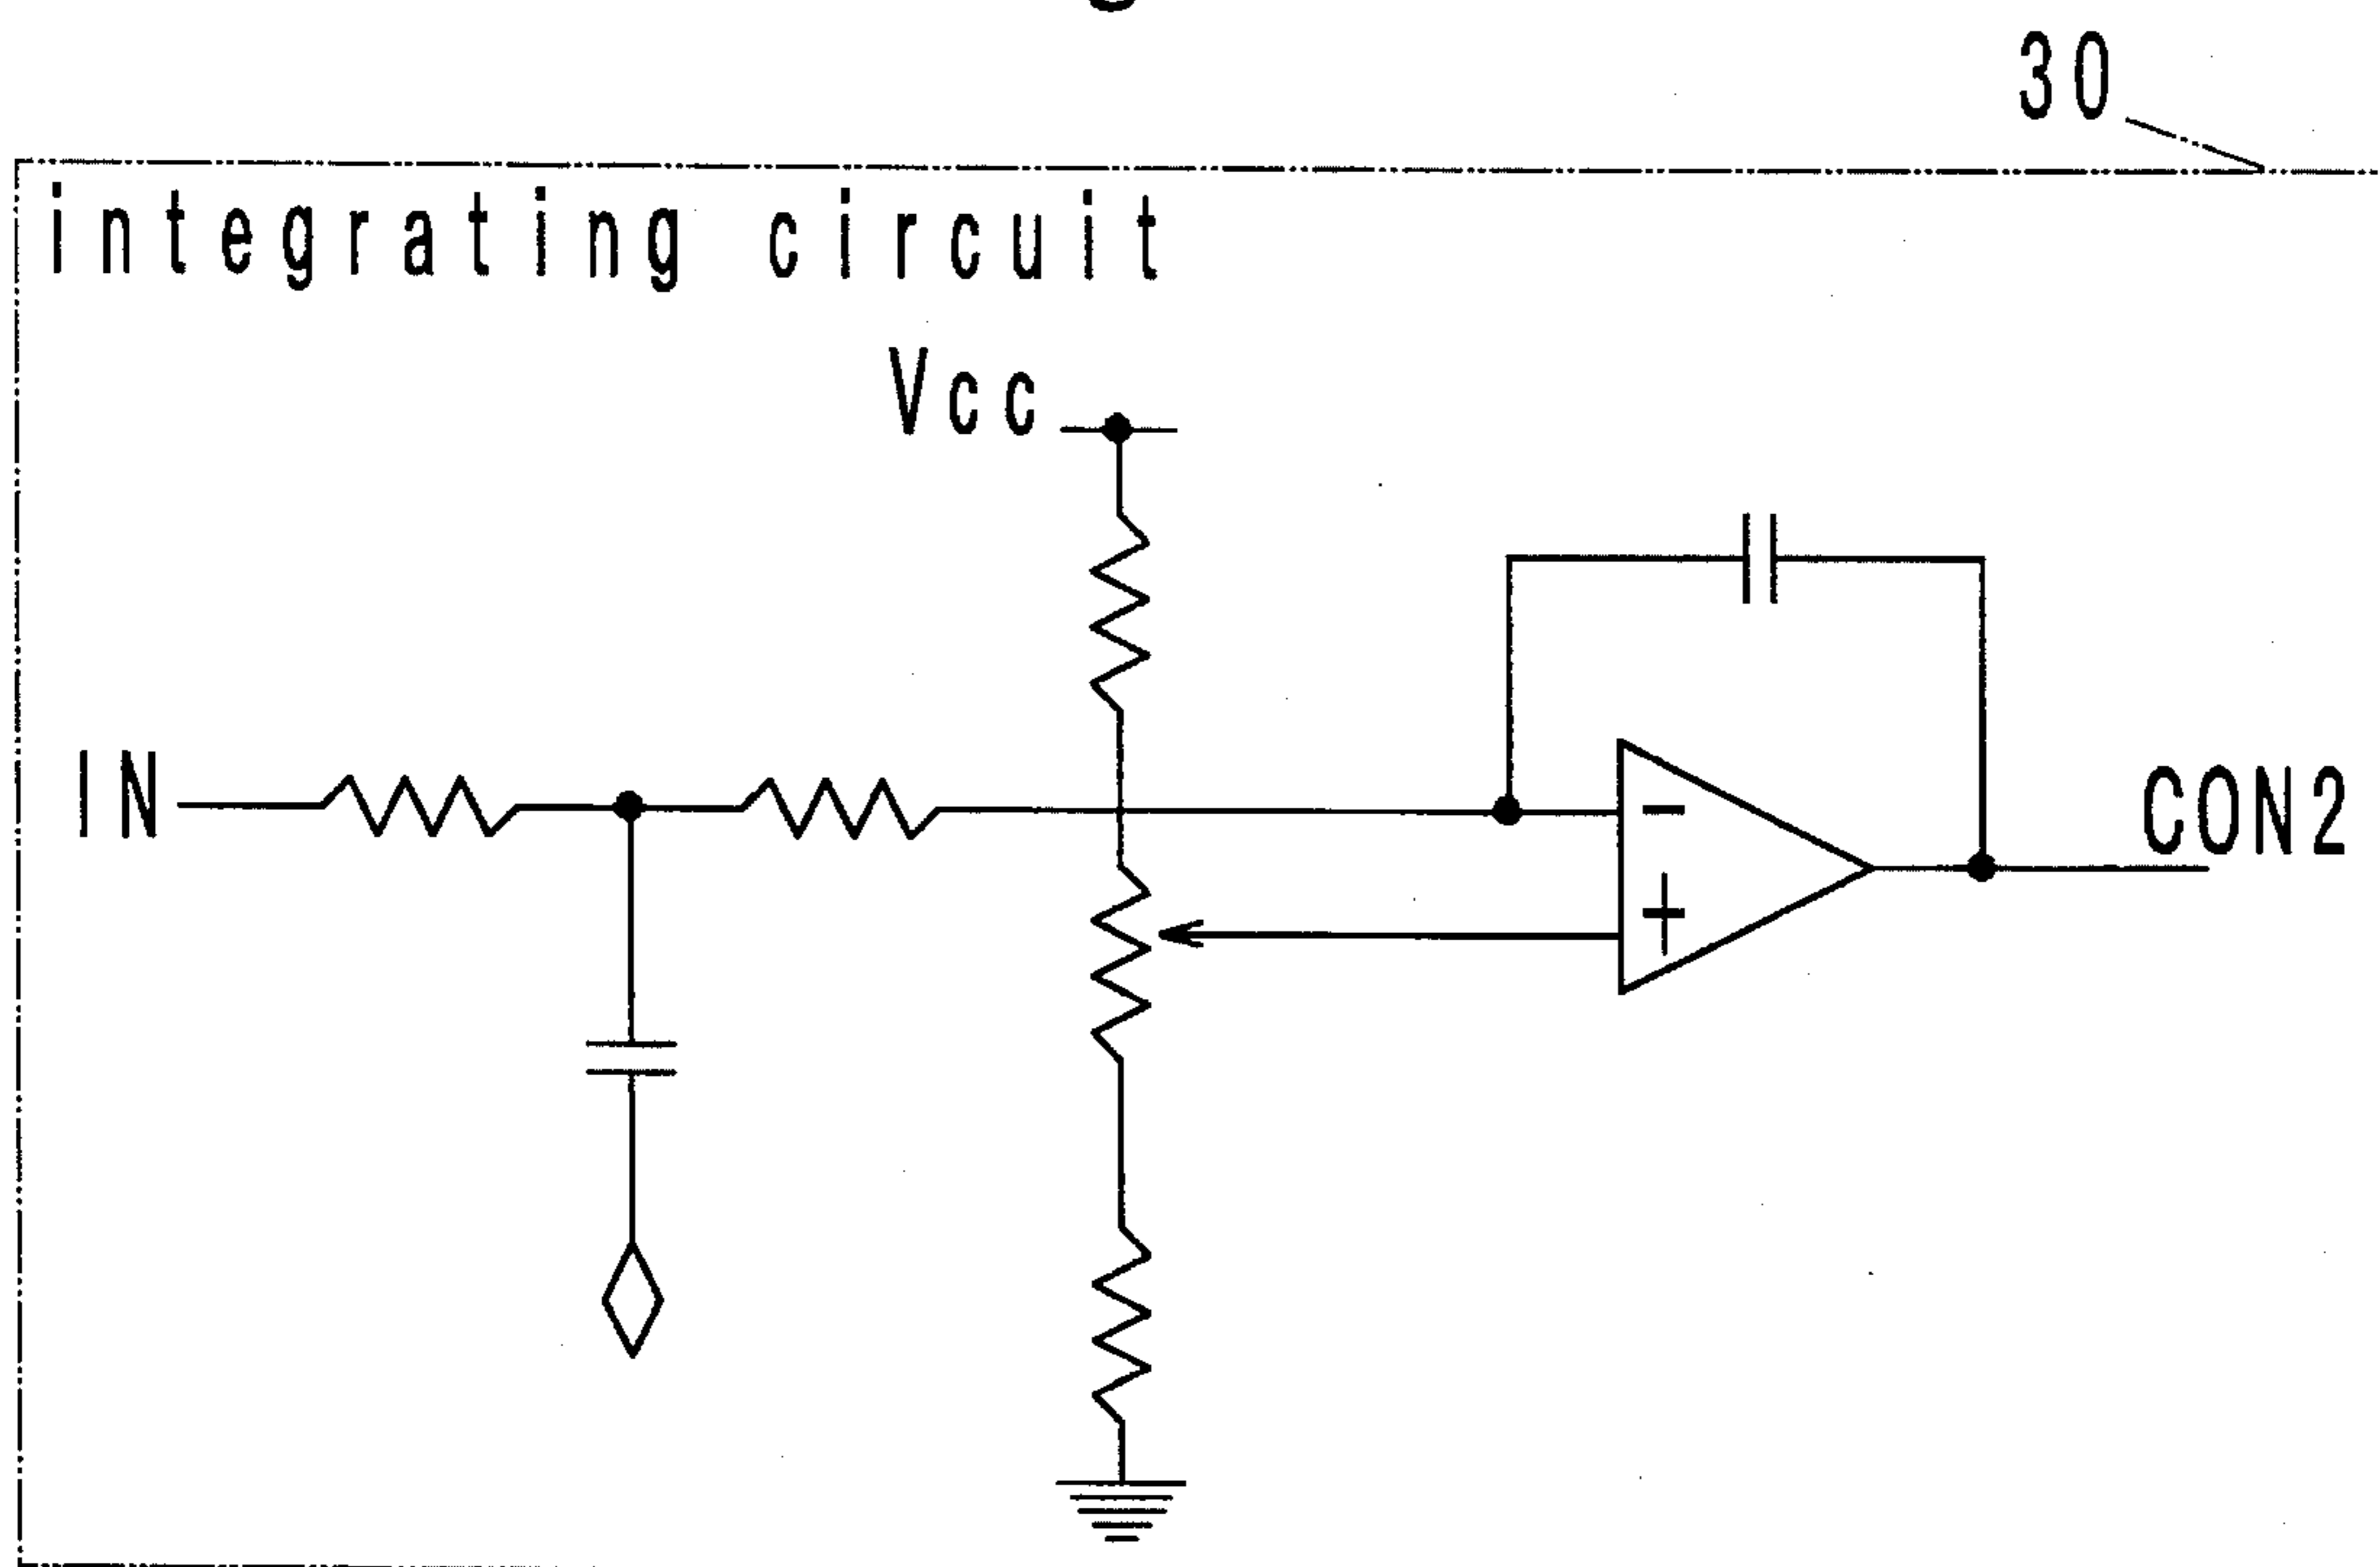 30
integrating circuit
Vcc
IN
CON2
−
+